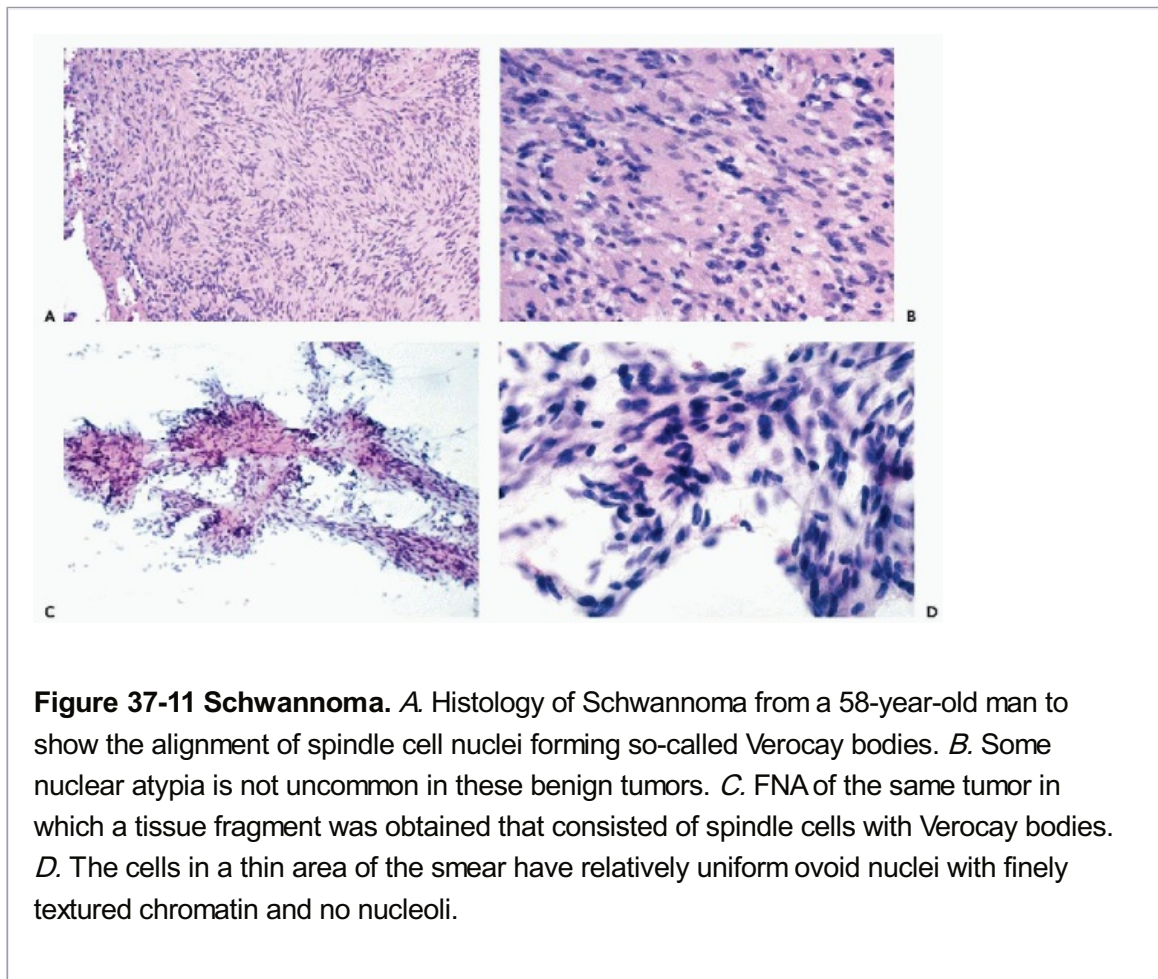 A
B
C
D
Figure 37-11 Schwannoma. A. Histology of Schwannoma from a 58-year-old man to
show the alignment of spindle cell nuclei forming so-called Verocay bodies. B. Some
nuclear atypia is not uncommon in these benign tumors. C. FNA of the same tumor in
which a tissue fragment was obtained that consisted of spindle cells with Verocay bodies.
D. The cells in a thin area of the smear have relatively uniform ovoid nuclei with finely
textured chromatin and no nucleoli.